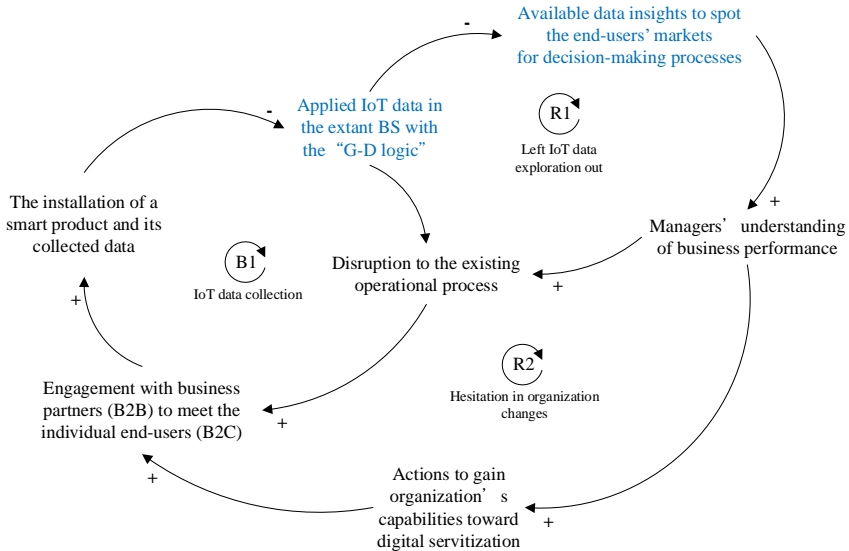 Available data insights to spot
the end-users’ markets
for decision-making processes
-
-
Applied IoT data in
the extant BS with
the “G-D logic”
R1
Left IoT data
exploration out
The installation of a
smart product and its
collected data
+
Managers’ understanding
of business performance
B1
IoT data collection
Disruption to the existing
operational process
+
+
R2
Hesitation in organization
changes
Engagement with business
partners (B2B) to meet the
individual end-users (B2C)
+
+
Actions to gain
organization’s
capabilities toward
digital servitization
+